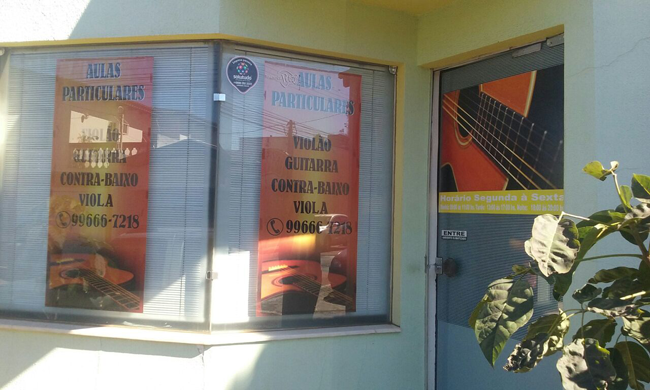 AULAS
PARTICULARES
VIOLÃO
GUITARRA
CONTRA-BAIXO
VIOLA
99666-7218
AULAS
PARTICULARES
VIOLÃO
GUITARRA
CONTRA-BAIXO
VIOLA
99666-7218
Horário Segunda à Sexta
ENTRE